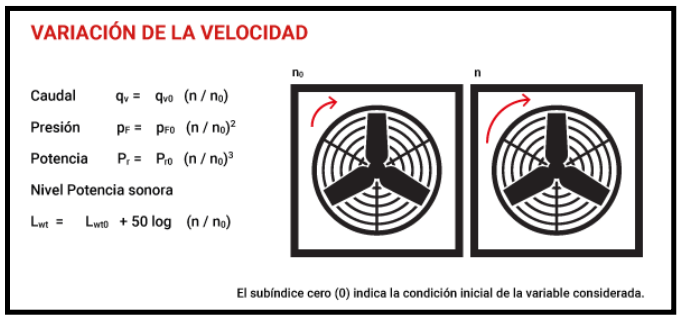 VARIACIÓN DE LA VELOCIDAD
n₀ n
Caudal qᵥ = qᵥ₀ (n / n₀)
Presión p_F = p_F0 (n / n₀)²
Potencia Pᵣ = Pᵣ₀ (n / n₀)³
Nivel Potencia sonora
L_wt = L_wt0 + 50 log (n / n₀)
El subíndice cero (0) indica la condición inicial de la variable considerada.